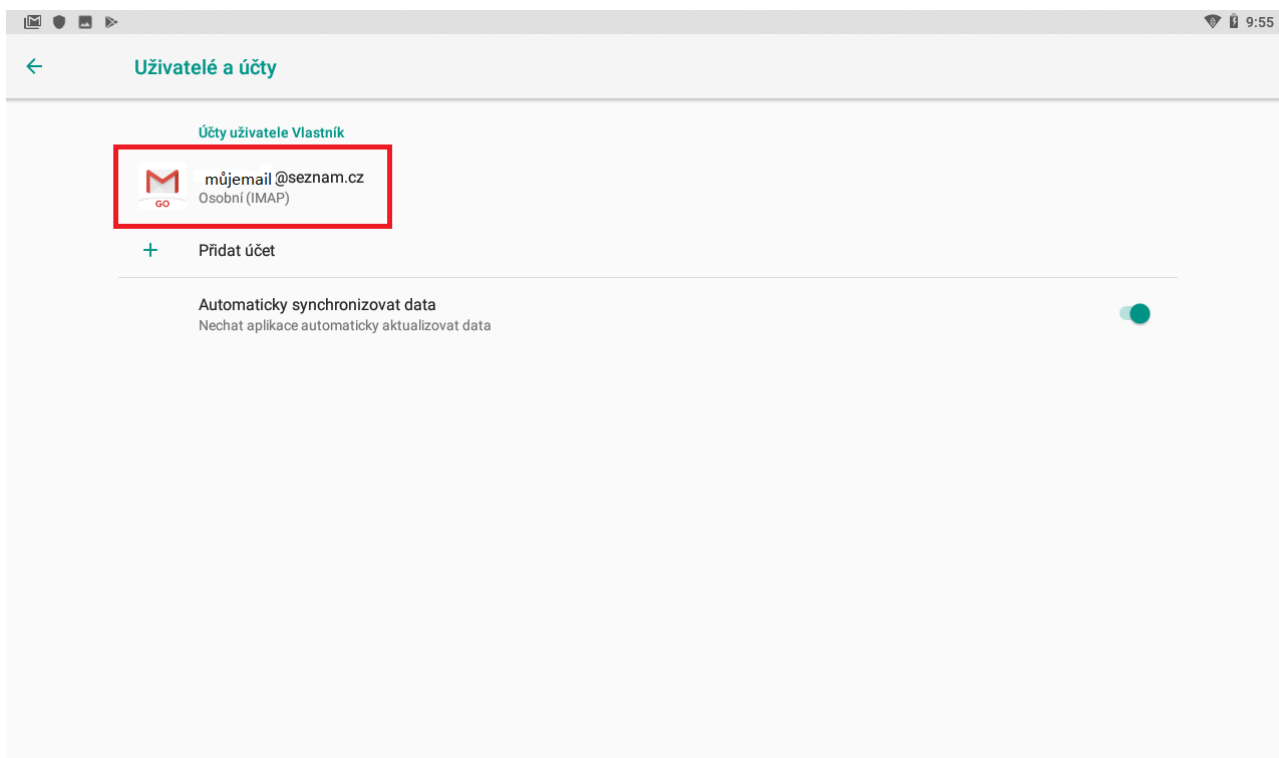 9:55
Uživatelé a účty
Účty uživatele Vlastník
můjemail@seznam.cz
GO
Osobní (IMAP)
Přidat účet
Automaticky synchronizovat data
Nechat aplikace automaticky aktualizovat data